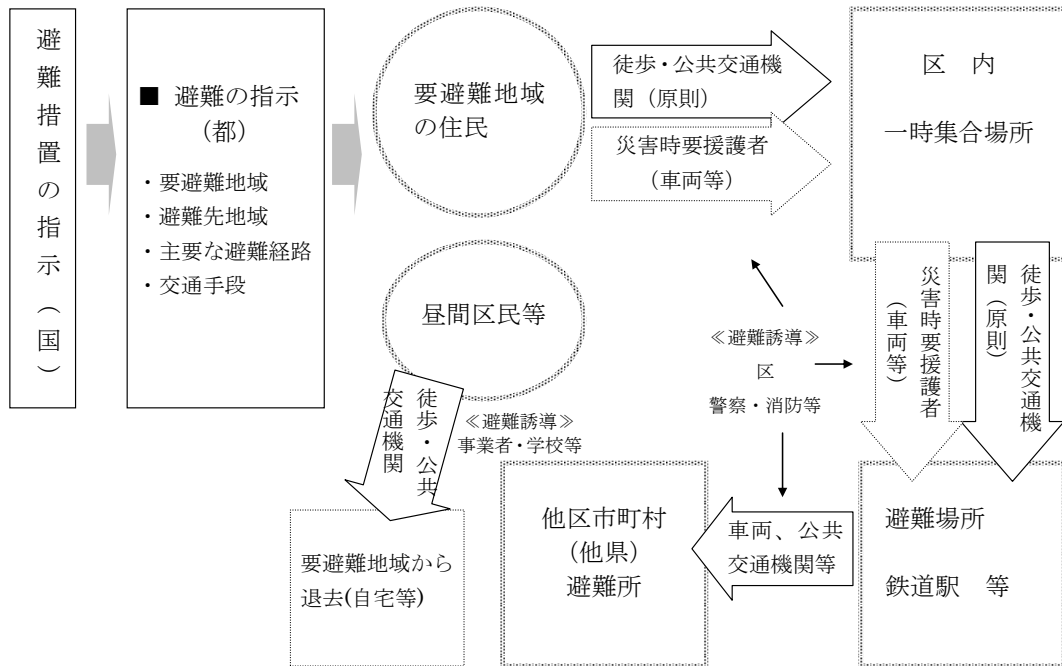 避難措置の指示(国)
■ 避難の指示
(都)
・要避難地域
・避難先地域
・主要な避難経路
・交通手段
要避難地域
の住民
徒歩・公共交通機
関(原則)
災害時要援護者
(車両等)
区 内
一時集合場所
昼間区民等
徒歩・公共
交通機関
≪避難誘導≫
事業者・学校等
≪避難誘導≫
区
警察・消防等
災害時要援護者
(車両等)
徒歩・公共交通機
関(原則)
要避難地域から
退去(自宅等)
他区市町村
(他県)
避難所
車両、公共
交通機関等
避難場所
鉄道駅 等